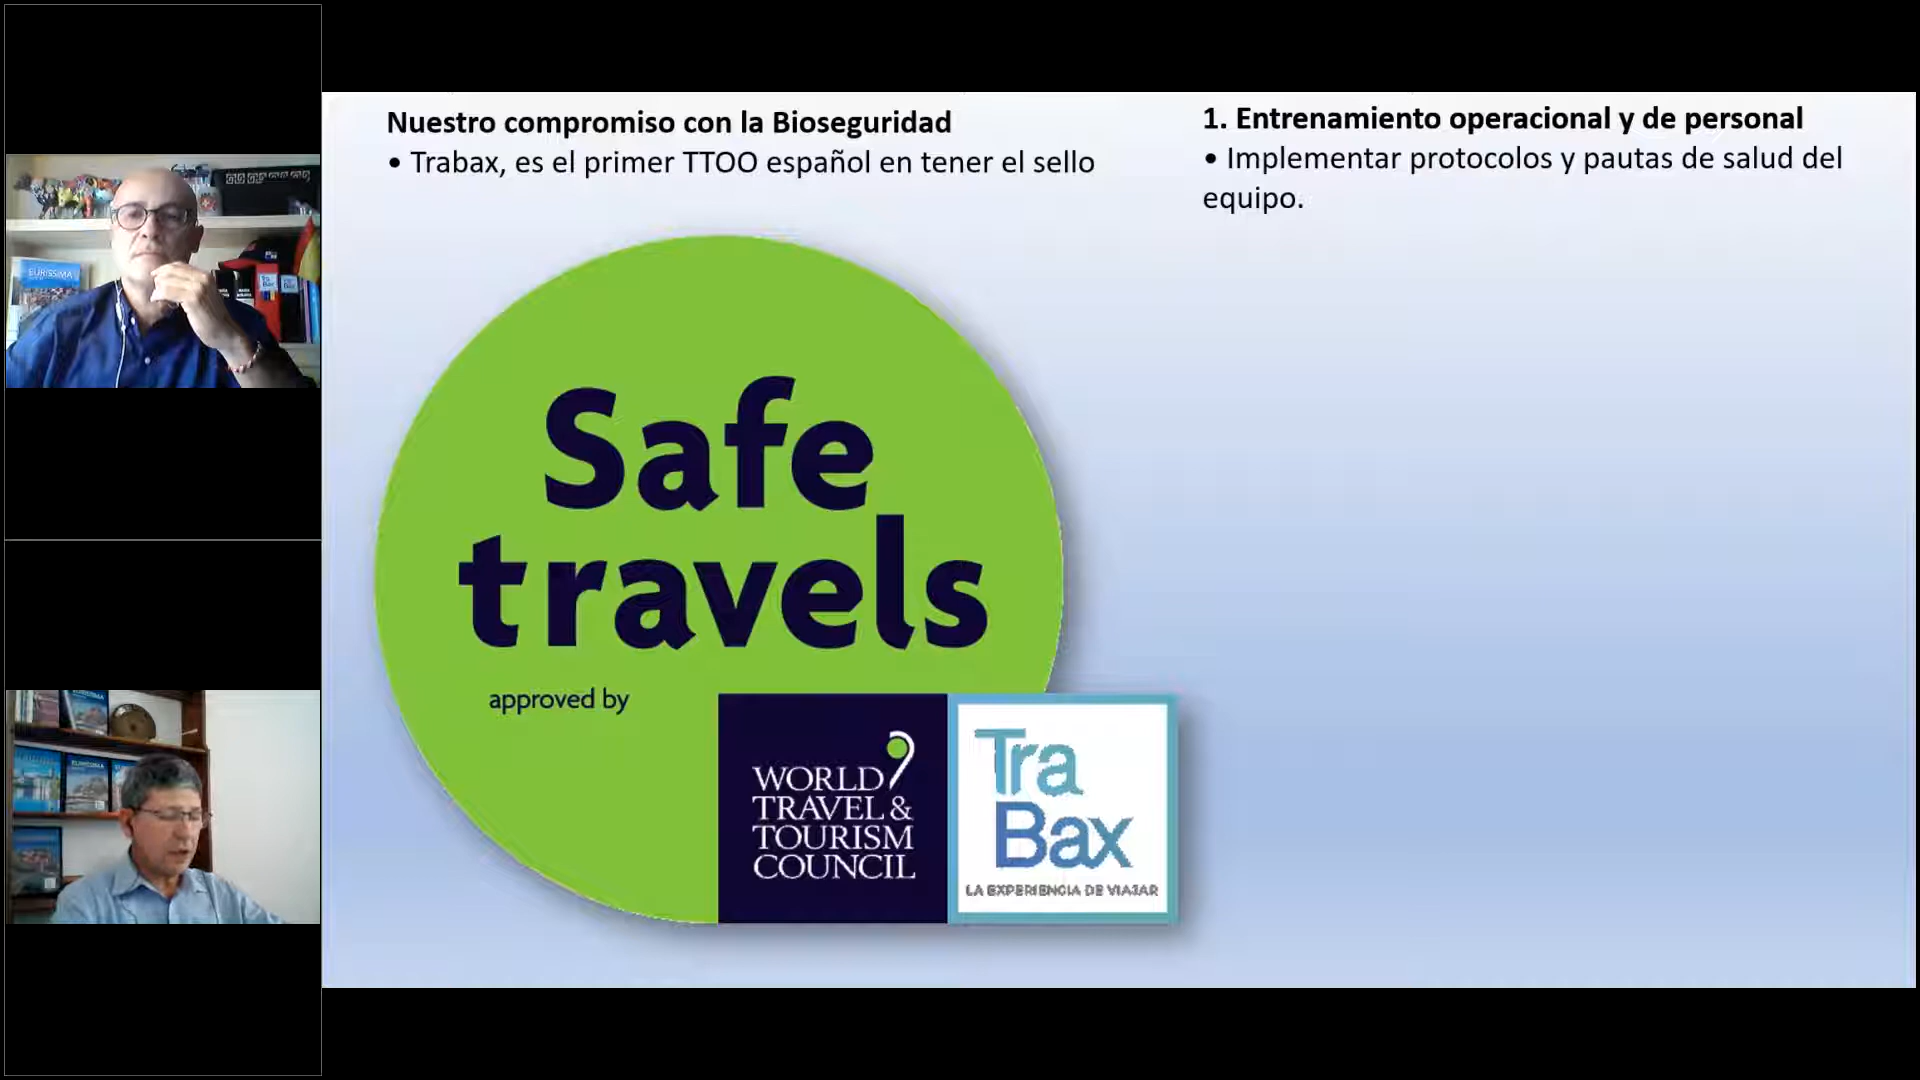 Nuestro compromiso con la Bioseguridad
• Trabax, es el primer TTOO español en tener el sello
1. Entrenamiento operacional y de personal
• Implementar protocolos y pautas de salud del
equipo.
Safe
travels
approved by
WORLD
TRAVEL &
TOURISM
COUNCIL
Tra
Bax
LA EXPERIENCIA DE VIAJAR
EURISSIMA